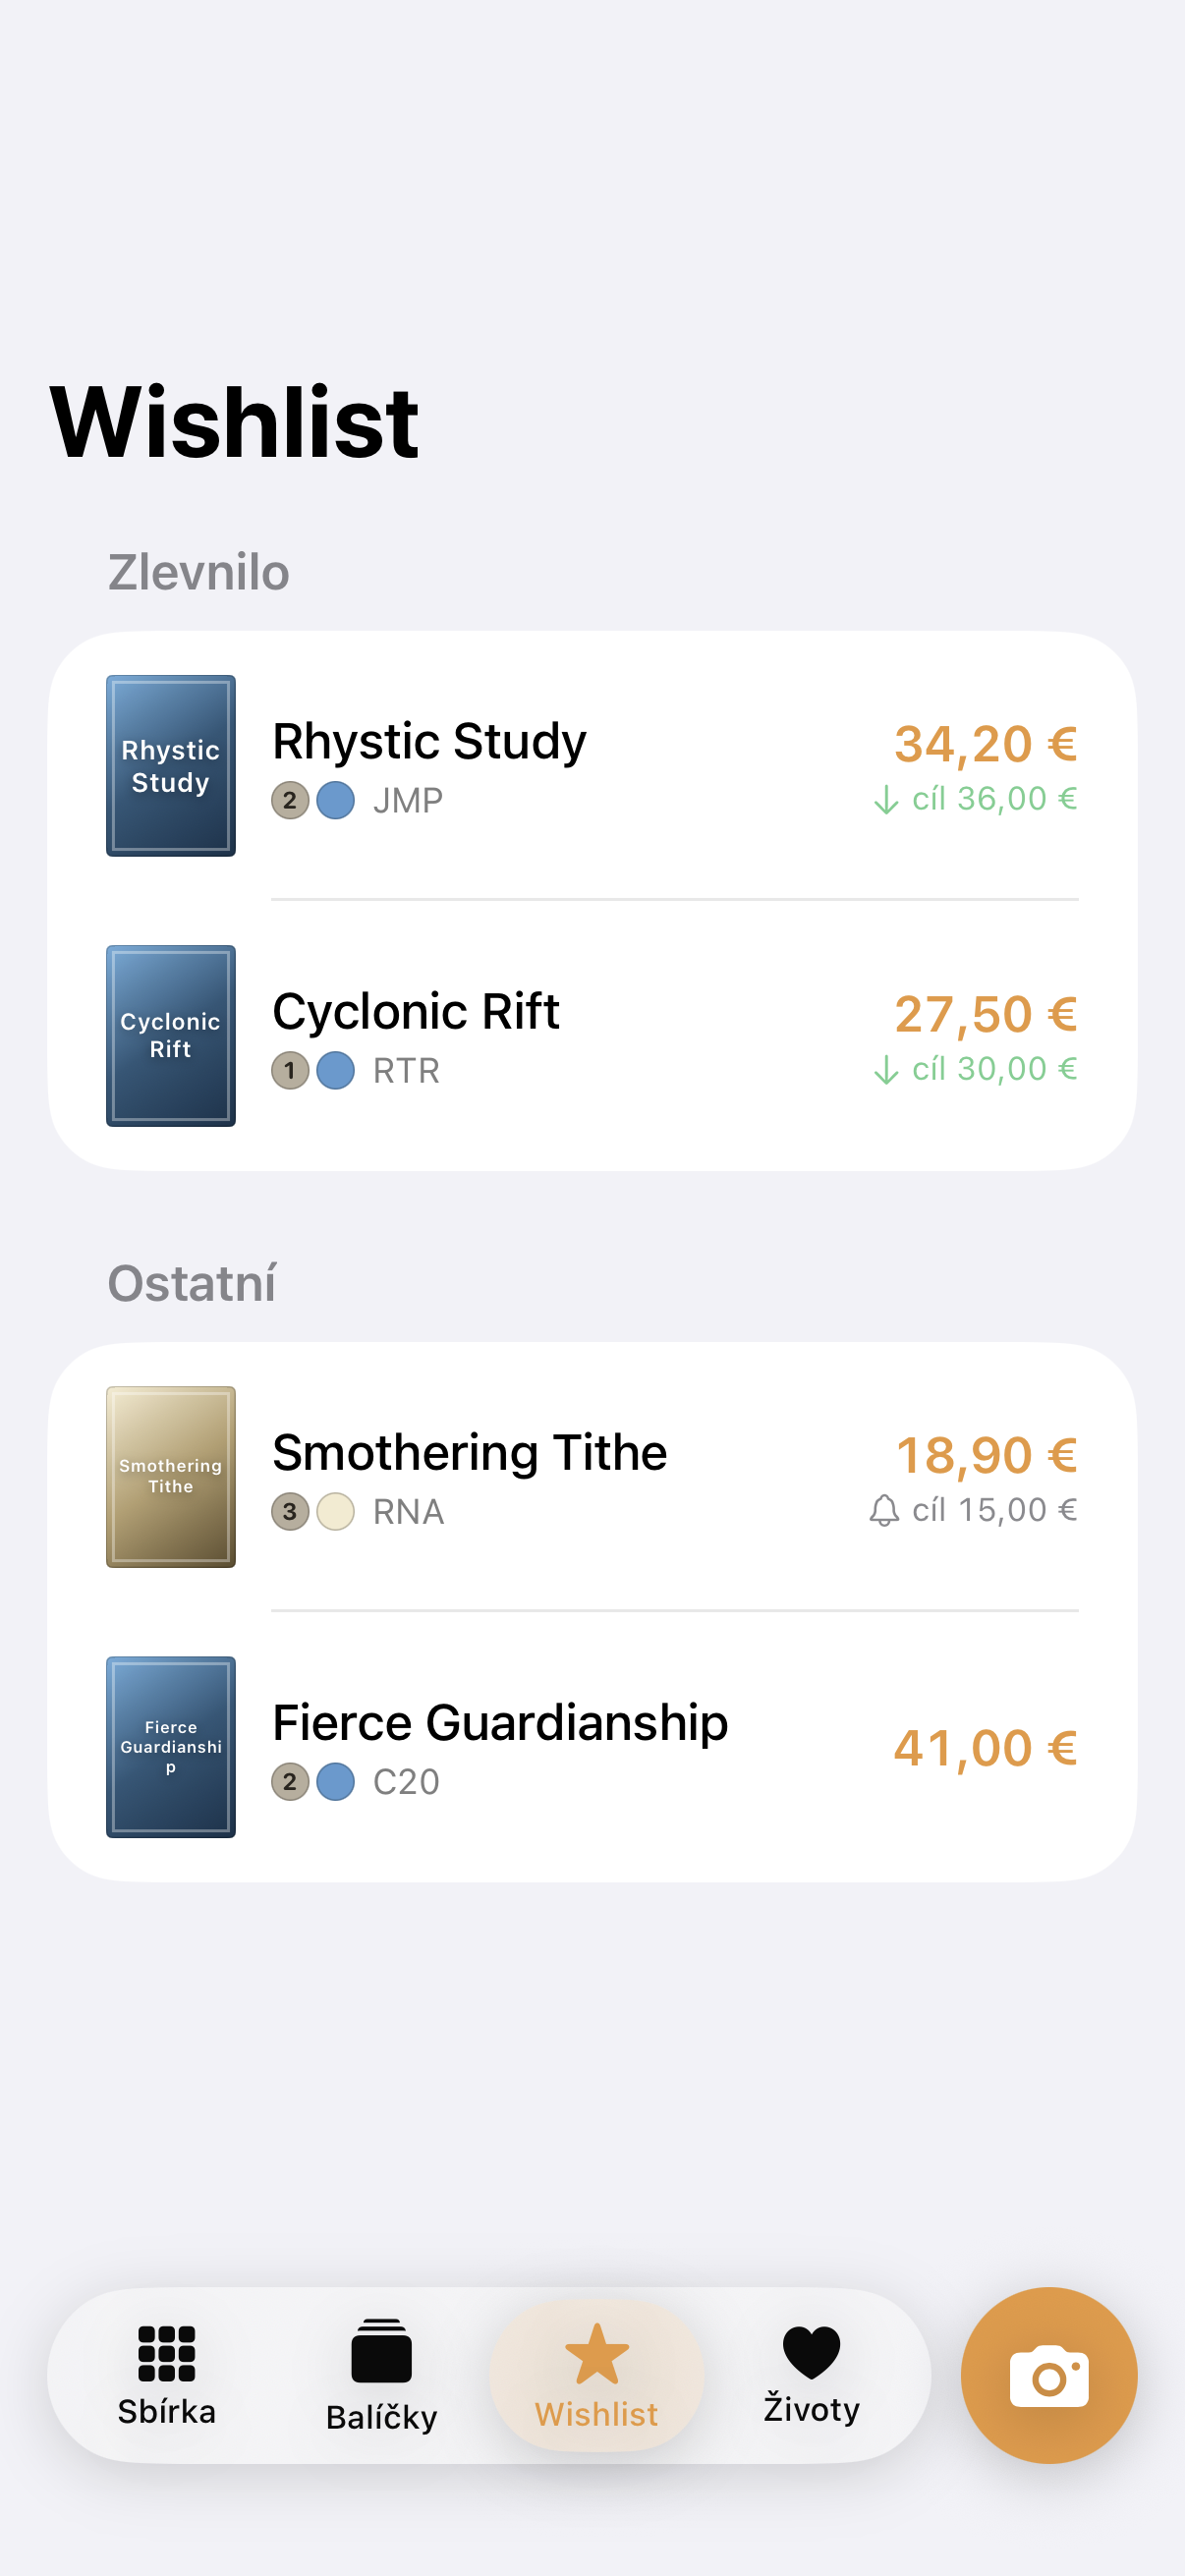 Wishlist
Zlevnilo
Rhystic
Study
Rhystic Study
2 JMP
34,20 €
↓ cíl 36,00 €
Cyclonic
Rift
Cyclonic Rift
1 RTR
27,50 €
↓ cíl 30,00 €
Ostatní
Smothering
Tithe
Smothering Tithe
3 RNA
18,90 €
cíl 15,00 €
Fierce
Guardianshi
p
Fierce Guardianship
2 C20
41,00 €
Sbírka
Balíčky
Wishlist
Životy